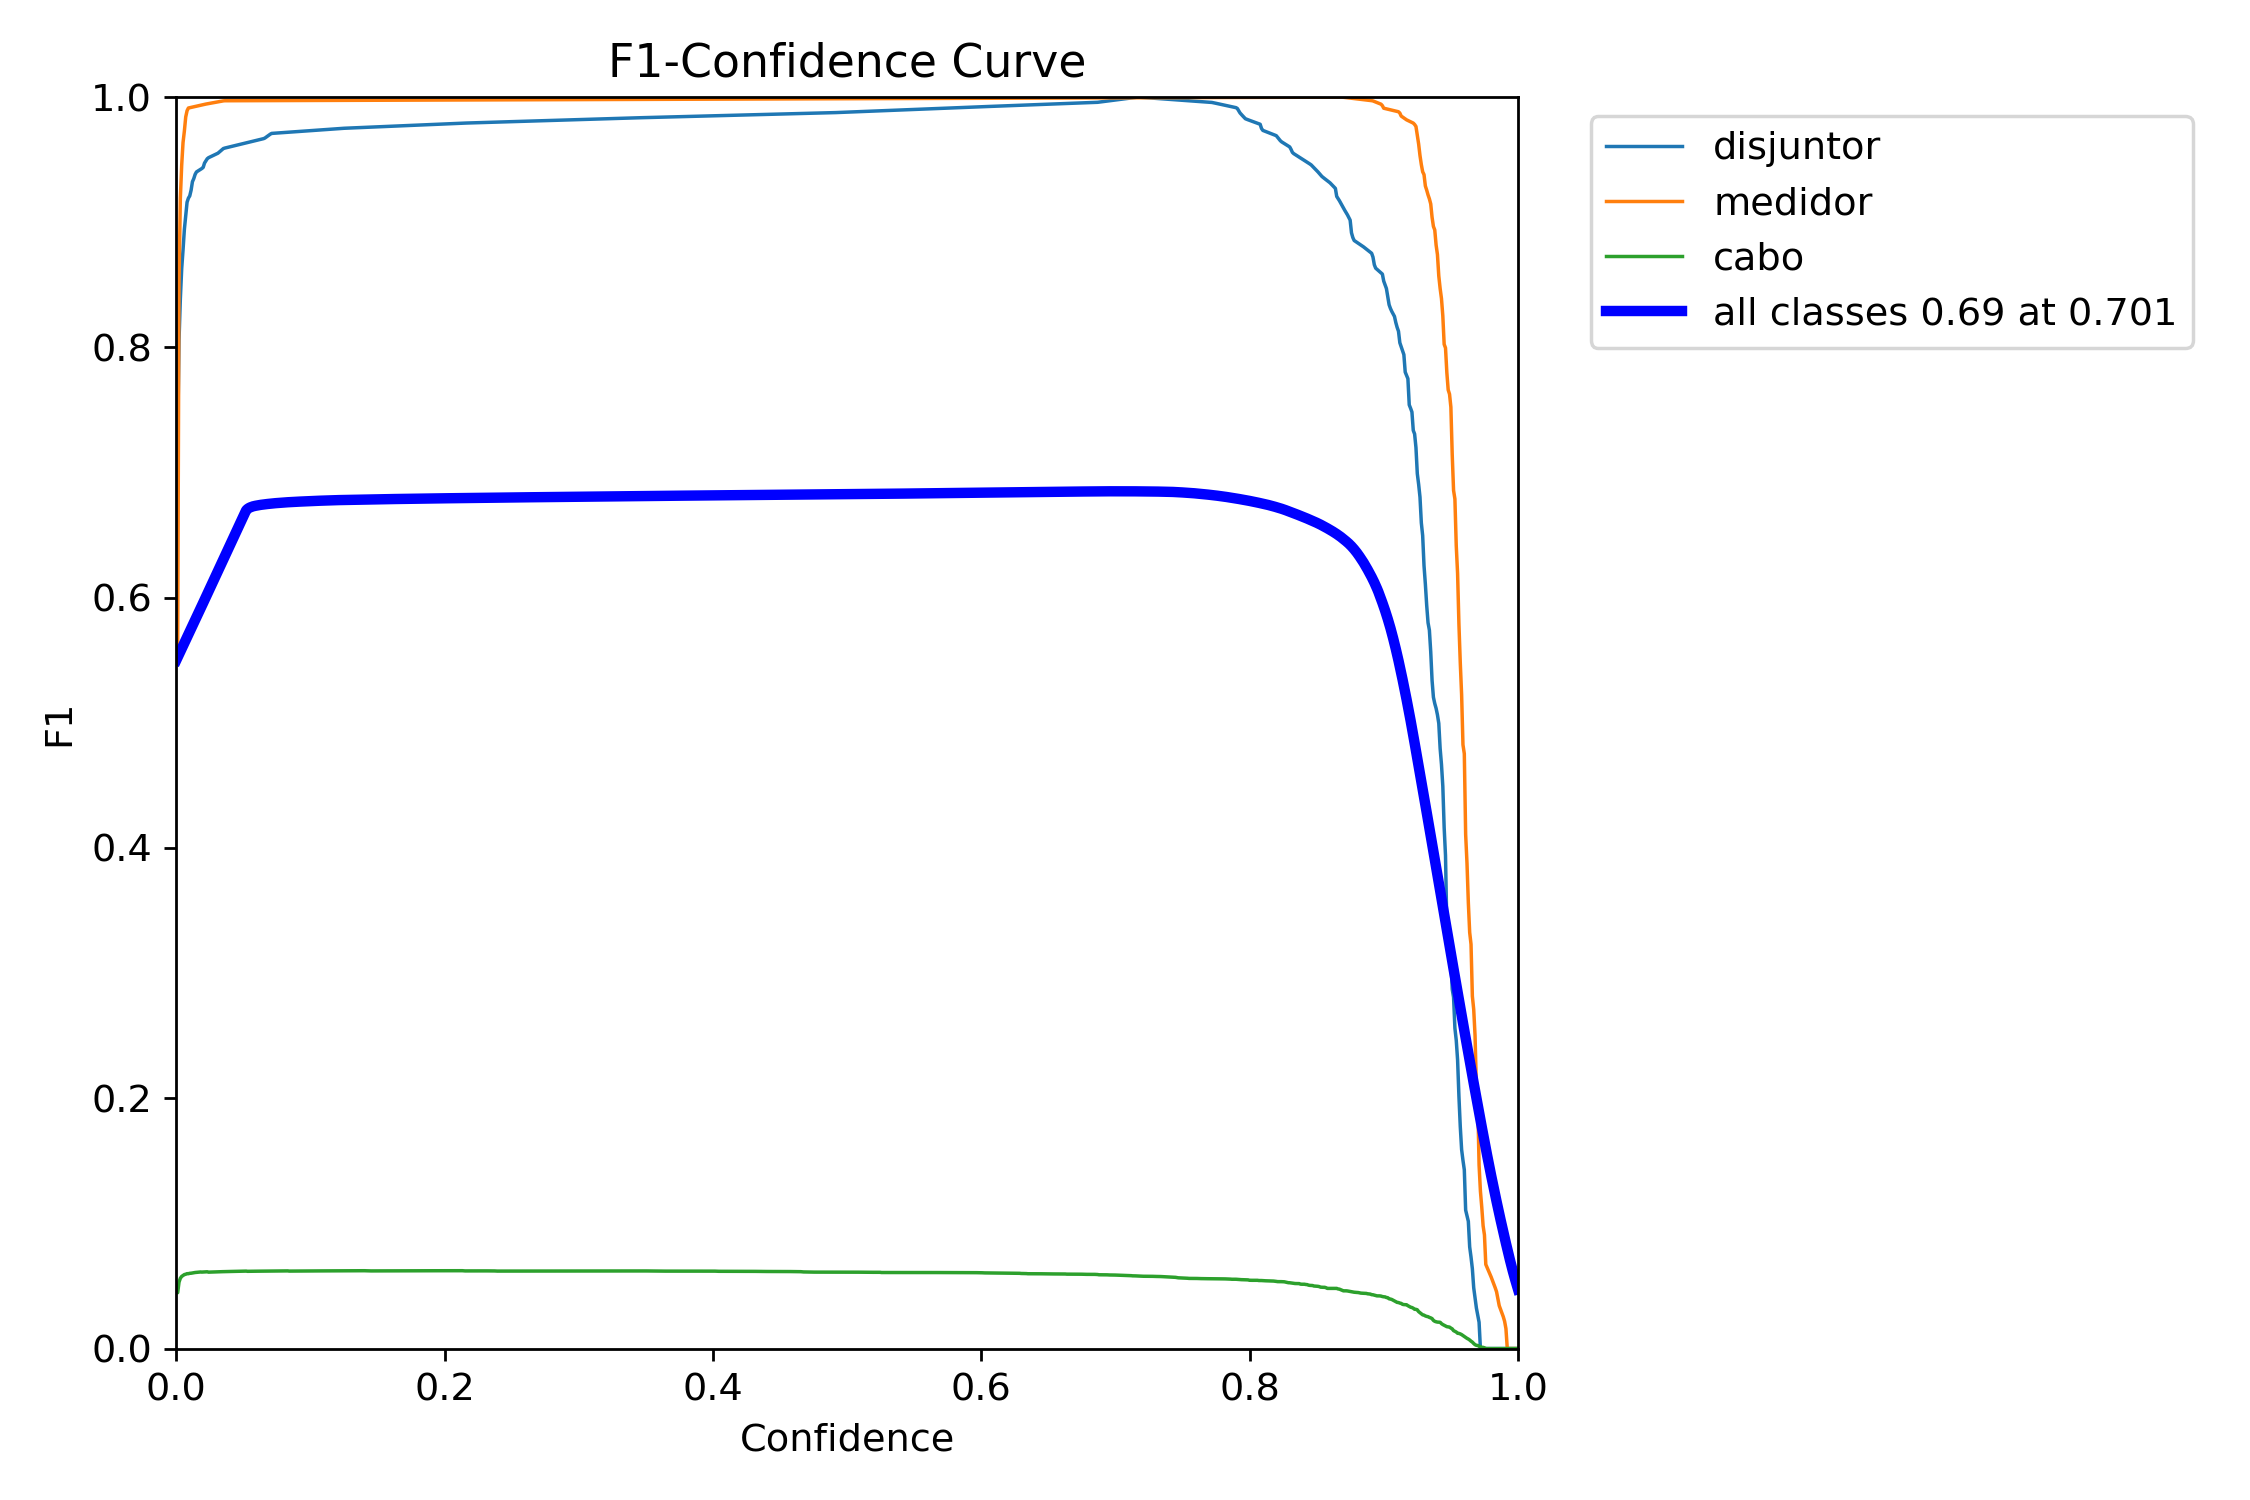 F1-Confidence Curve
1.0
0.8
0.6
0.4
0.2
0.0
F1
0.0 0.2 0.4 0.6 0.8 1.0
Confidence
disjuntor
medidor
cabo
all classes 0.69 at 0.701